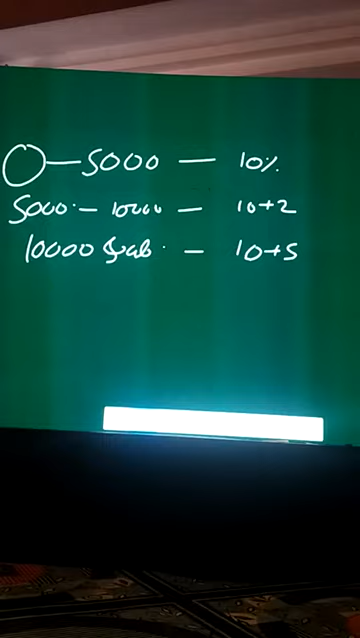 0 — 5000 — 10%
5000 — 10000 — 10+2
10000 — 10+5